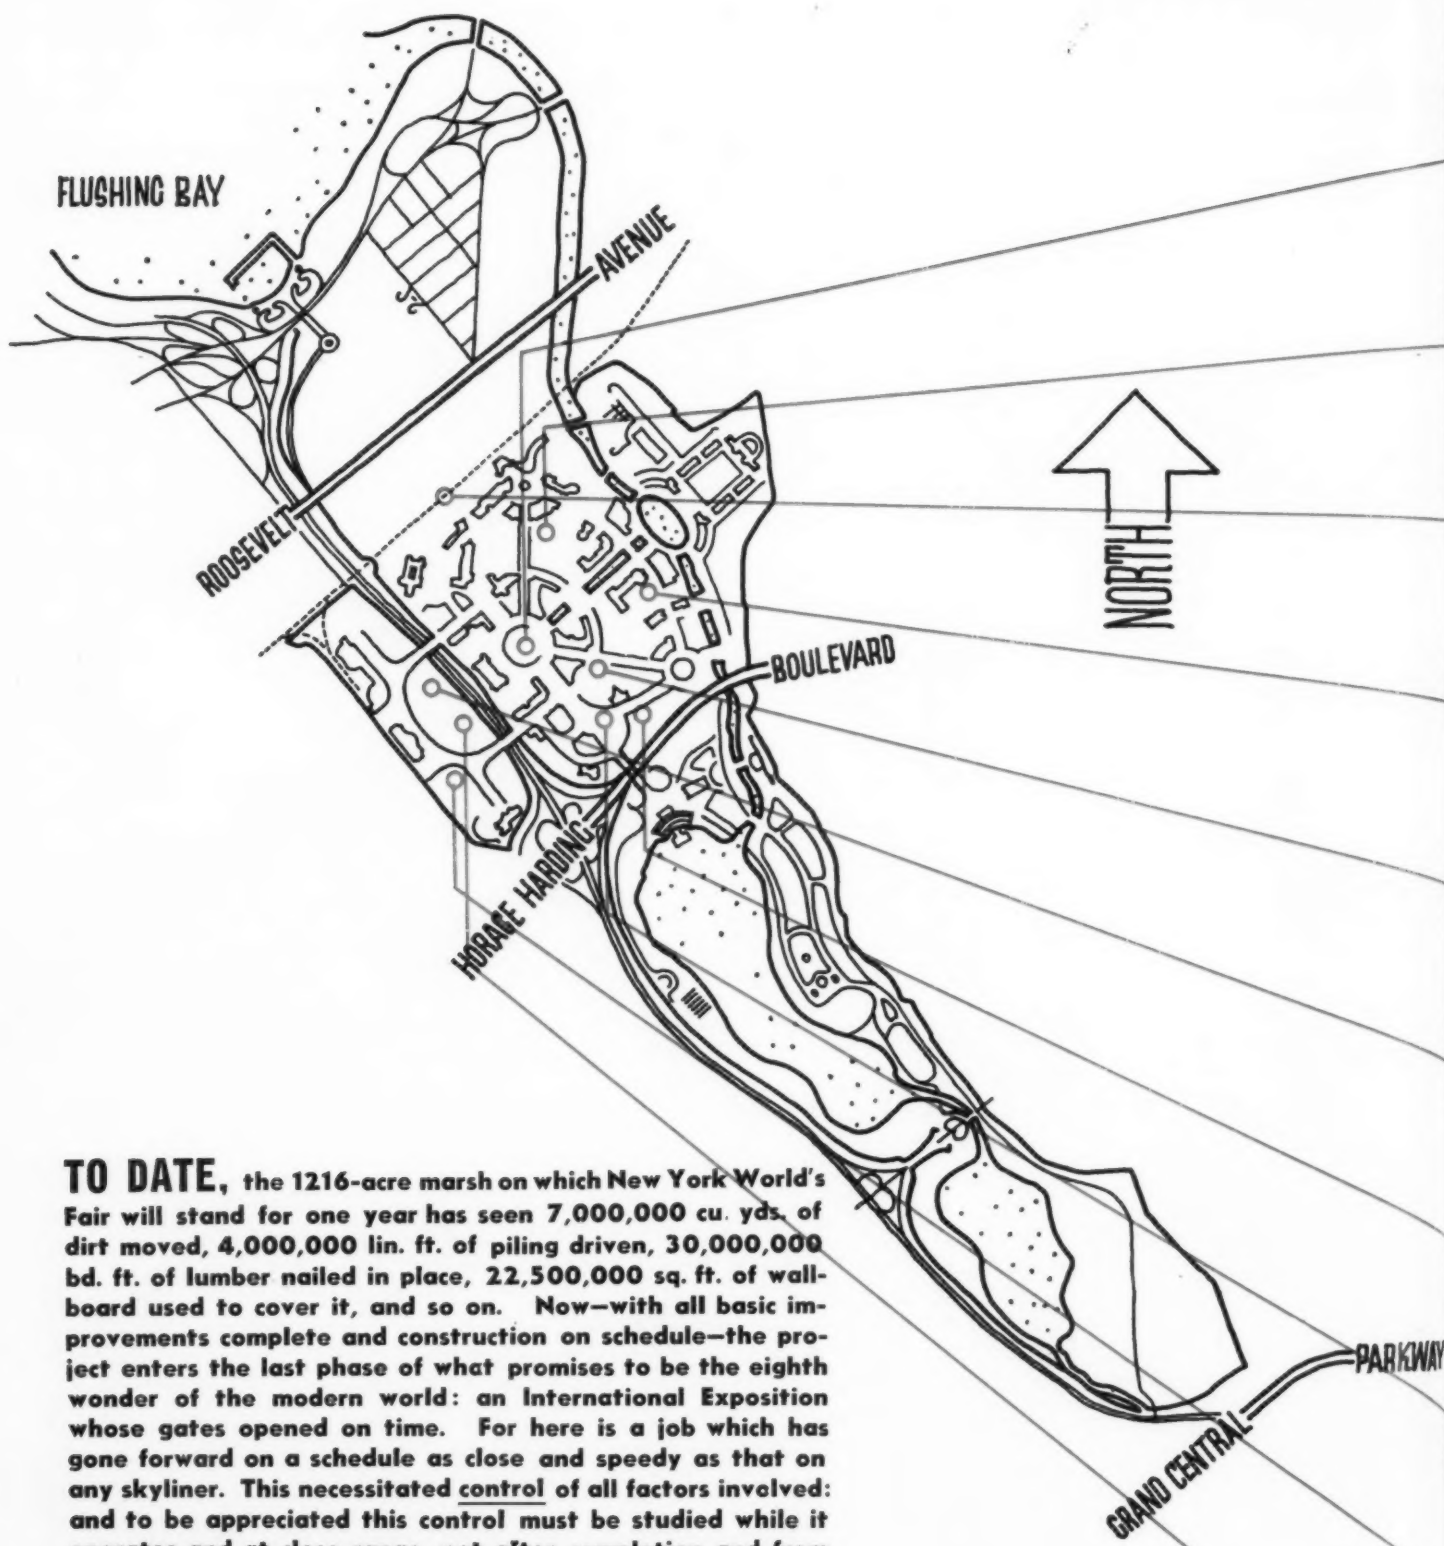 FLUSHING BAY
ROOSEVELT AVENUE
NORTH
HORACE HARDING BOULEVARD
GRAND CENTRAL PARKWAY
TO DATE, the 1216-acre marsh on which New York World's
Fair will stand for one year has seen 7,000,000 cu. yds. of
dirt moved, 4,000,000 lin. ft. of piling driven, 30,000,000
bd. ft. of lumber nailed in place, 22,500,000 sq. ft. of wall-
board used to cover it, and so on. Now—with all basic im-
provements complete and construction on schedule—the pro-
ject enters the last phase of what promises to be the eighth
wonder of the modern world: an International Exposition
whose gates opened on time. For here is a job which has
gone forward on a schedule as close and speedy as that on
any skyliner. This necessitated control of all factors involved:
and to be appreciated this control must be studied while it